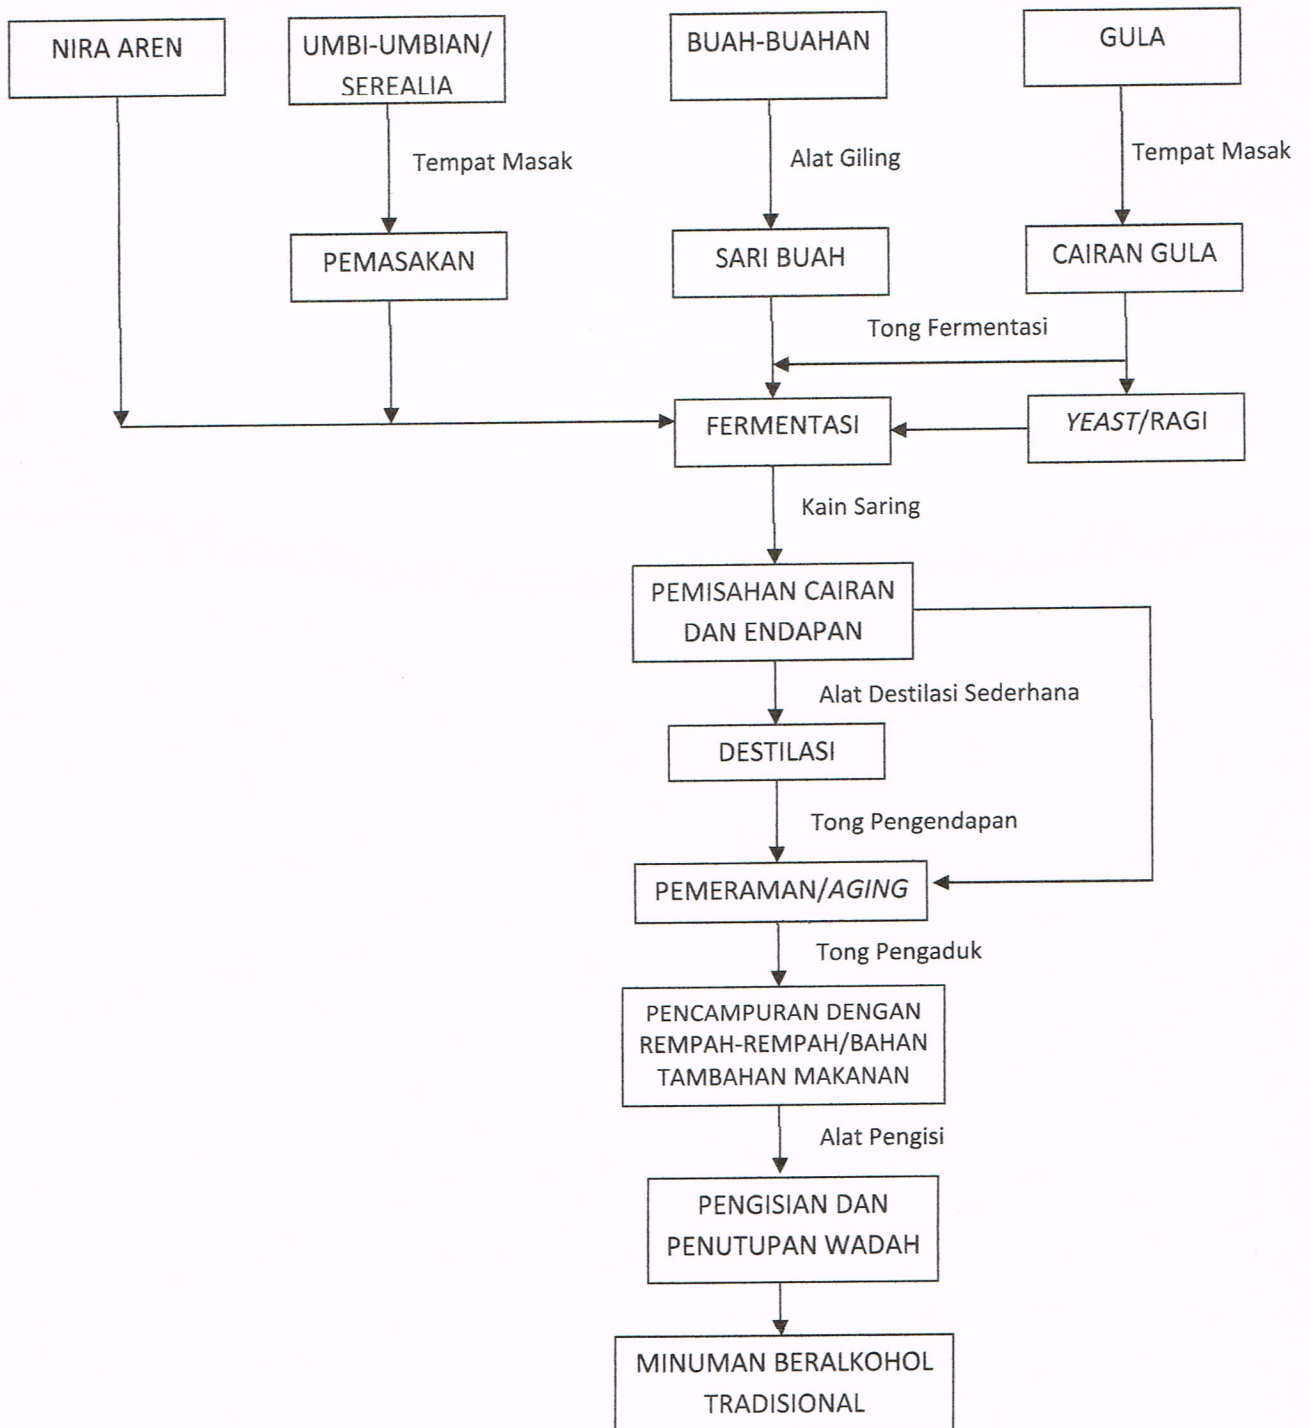 NIRA AREN
UMBI-UMBIAN/
SEREALIA
BUAH-BUAHAN
GULA
Tempat Masak
Alat Giling
Tempat Masak
PEMASAKAN
SARI BUAH
CAIRAN GULA
Tong Fermentasi
FERMENTASI
YEAST/RAGI
Kain Saring
PEMISAHAN CAIRAN
DAN ENDAPAN
Alat Destilasi Sederhana
DESTILASI
Tong Pengendapan
PEMERAMAN/AGING
Tong Pengaduk
PENCAMPURAN DENGAN
REMPAH-REMPAH/BAHAN
TAMBAHAN MAKANAN
Alat Pengisi
PENGISIAN DAN
PENUTUPAN WADAH
MINUMAN BERALKOHOL
TRADISIONAL